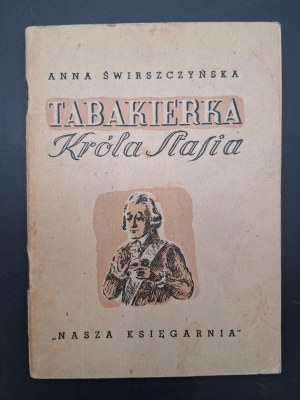 ANNA ŚWIRSZCZYŃSKA
TABAKIERKA
Króla Stasia
„NASZA KSIĘGARNIA"